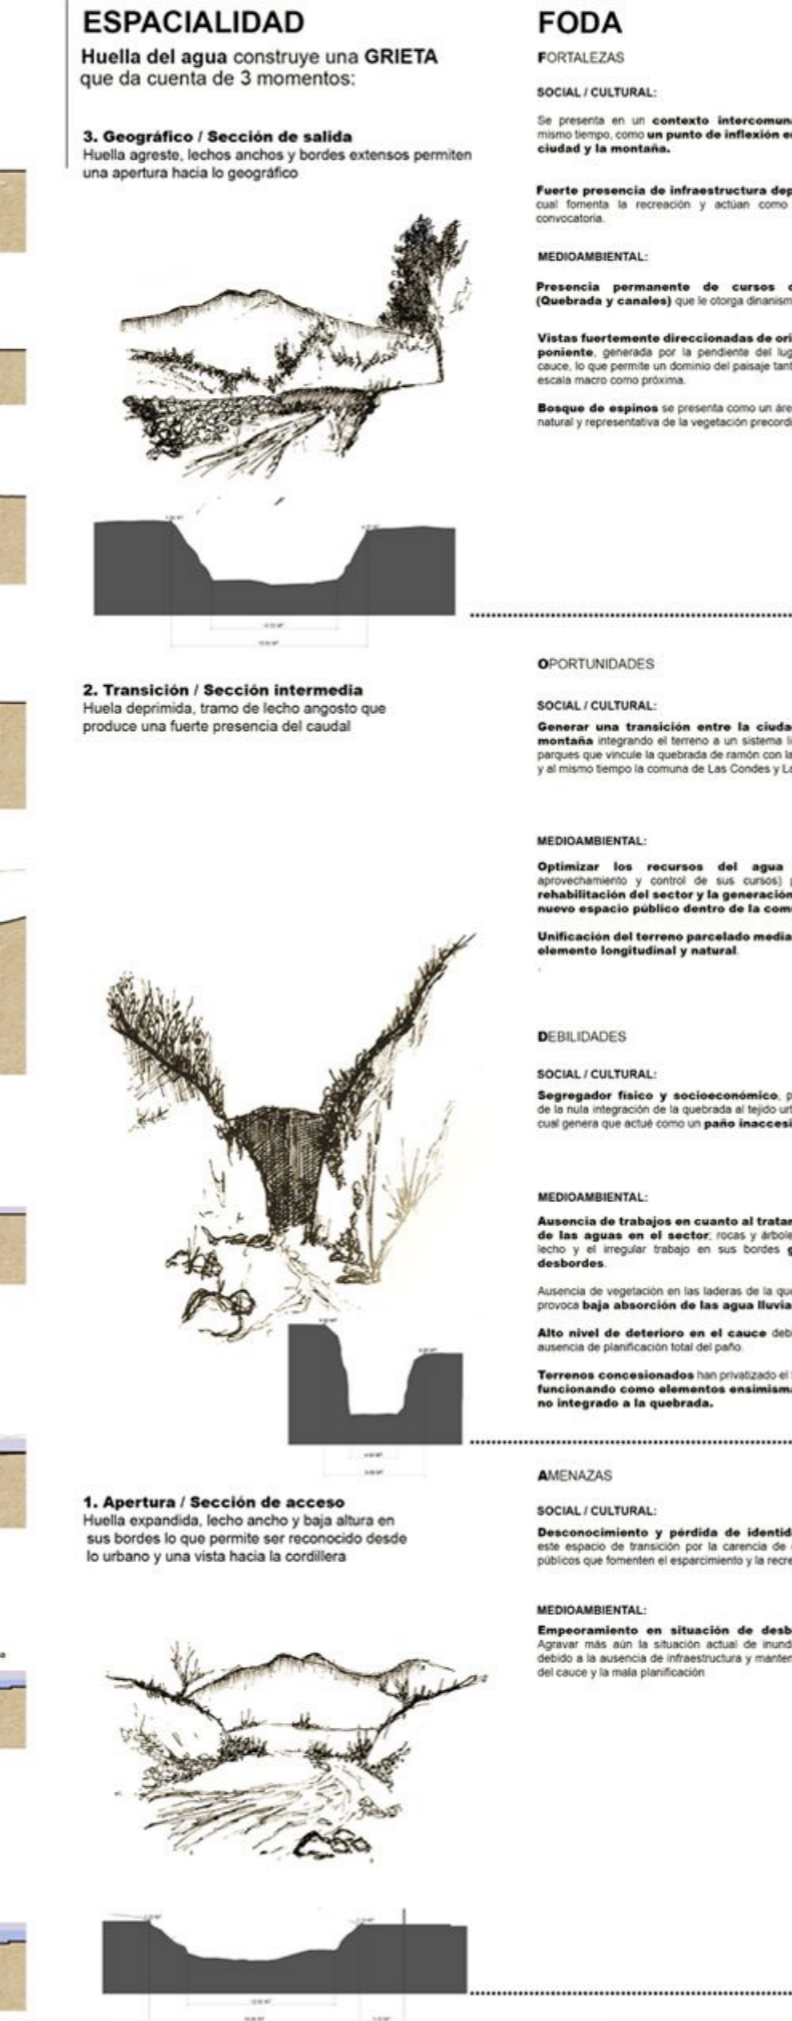 ESPACIALIDAD
Huella del agua construye una GRIETA
que da cuenta de 3 momentos:
3. Geográfico / Sección de salida
Huella agreste, lechos anchos y bordes extensos permiten
una apertura hacia lo geográfico
2. Transición / Sección intermedia
Huela deprimida, tramo de lecho angosto que
produce una fuerte presencia del caudal
1. Apertura / Sección de acceso
Huella expandida, lecho ancho y baja altura en
sus bordes lo que permite ser reconocido desde
lo urbano y una vista hacia la cordillera
FODA
FORTALEZAS
SOCIAL / CULTURAL:
Se presenta en un contexto intercomuna
mismo tiempo, como un punto de inflexión e
ciudad y la montaña.
Fuerte presencia de infraestructura dep
cual fomenta la recreación y actúan como
convocatoria.
MEDIOAMBIENTAL:
Presencia permanente de cursos d
(Quebrada y canales) que le otorga dinanism
Vistas fuertemente direccionadas de ori
poniente, generada por la pendiente del lug
cauce, lo que permite un dominio del paisaje tant
escala macro como próxima.
Bosque de espinos se presenta como un áre
natural y representativa de la vegetación precordi
OPORTUNIDADES
SOCIAL / CULTURAL:
Generar una transición entre la ciuda
montaña integrando el terreno a un sistema li
parques que vincule la quebrada de ramón con la
y al mismo tiempo la comuna de Las Condes y La
MEDIOAMBIENTAL:
Optimizar los recursos del agua
aprovechamiento y control de sus cursos) p
rehabilitación del sector y la generación
nuevo espacio público dentro de la com
Unificación del terreno parcelado media
elemento longitudinal y natural.
DEBILIDADES
SOCIAL / CULTURAL:
Segregador físico y socioeconómico, p
de la nula integración de la quebrada al tejido ur
cual genera que actué como un paño inaccesi
MEDIOAMBIENTAL:
Ausencia de trabajos en cuanto al tratar
de las aguas en el sector; rocas y árbole
lecho y el irregular trabajo en sus bordes g
desbordes.
Ausencia de vegetación en las laderas de la que
provoca baja absorción de las agua lluvia
Alto nivel de deterioro en el cauce debi
ausencia de planificación total del paño.
Terrenos concesionados han privatizado el
funcionando como elementos ensimisma
no integrado a la quebrada.
AMENAZAS
SOCIAL / CULTURAL:
Desconocimiento y pérdida de identida
este espacio de transición por la carencia de
públicos que fomenten el esparcimiento y la recre
MEDIOAMBIENTAL:
Empeoramiento en situación de desb
Agravar más aún la situación actual de inund
debido a la ausencia de infraestructura y manten
del cauce y la mala planificación